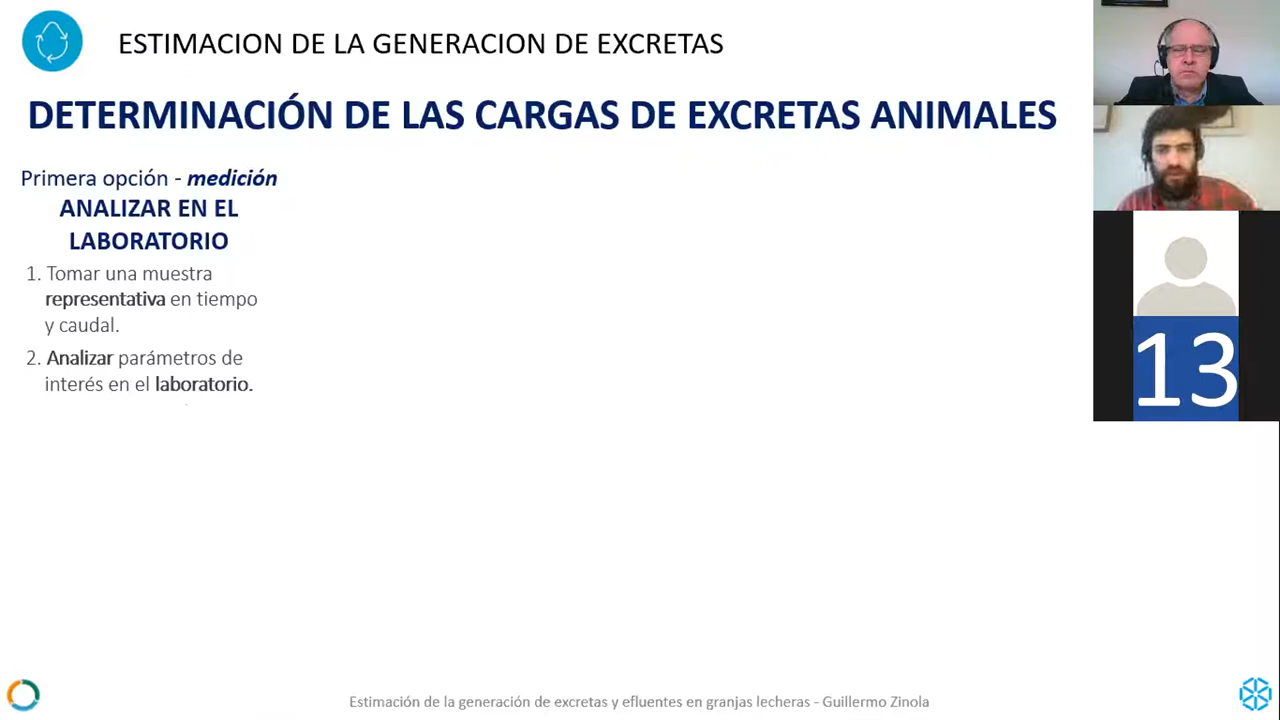 ESTIMACION DE LA GENERACION DE EXCRETAS
DETERMINACIÓN DE LAS CARGAS DE EXCRETAS ANIMALES
Primera opción - medición
ANALIZAR EN EL
LABORATORIO
1. Tomar una muestra
representativa en tiempo
y caudal.
2. Analizar parámetros de
interés en el laboratorio.
13
Estimación de la generación de excretas y efluentes en granjas lecheras - Guillermo Zinola